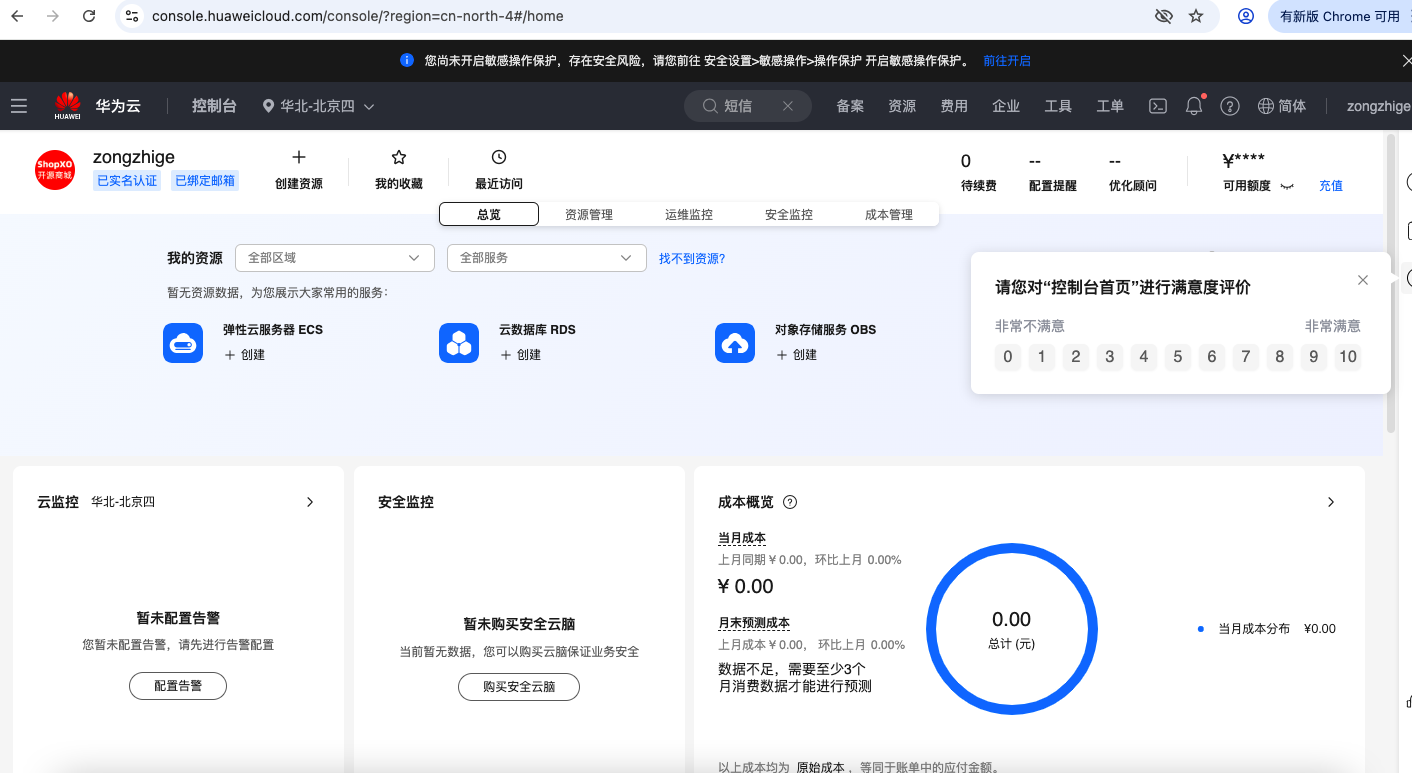 console.huaweicloud.com/console/?region=cn-north-4#/home
有新版 Chrome 可用
您尚未开启敏感操作保护，存在安全风险，请您前往 安全设置>敏感操作>操作保护 开启敏感操作保护。 前往开启
HUAWEI 华为云 控制台 华北-北京四 短信 备案 资源 费用 企业 工具 工单 简体 zongzhige
ShopXO
开源商城
zongzhige
已实名认证 已绑定邮箱
创建资源 我的收藏 最近访问
0 -- -- ¥****
待续费 配置提醒 优化顾问 可用额度 充值
总览 资源管理 运维监控 安全监控 成本管理
我的资源 全部区域 全部服务 找不到资源?
暂无资源数据，为您展示大家常用的服务：
弹性云服务器 ECS
+ 创建
云数据库 RDS
+ 创建
对象存储服务 OBS
+ 创建
请您对“控制台首页”进行满意度评价
非常不满意 非常满意
0 1 2 3 4 5 6 7 8 9 10
云监控 华北-北京四
暂未配置告警
您暂未配置告警，请先进行告警配置
配置告警
安全监控
暂未购买安全云脑
当前暂无数据，您可以购买云脑保证业务安全
购买安全云脑
成本概览
当月成本
上月同期 ¥ 0.00，环比上月 0.00%
¥ 0.00
月末预测成本
上月成本 ¥ 0.00， 环比上月 0.00%
数据不足，需要至少3个
月消费数据才能进行预测
0.00
总计 (元)
当月成本分布 ¥0.00
以上成本均为 原始成本 ，等同于账单中的应付金额。